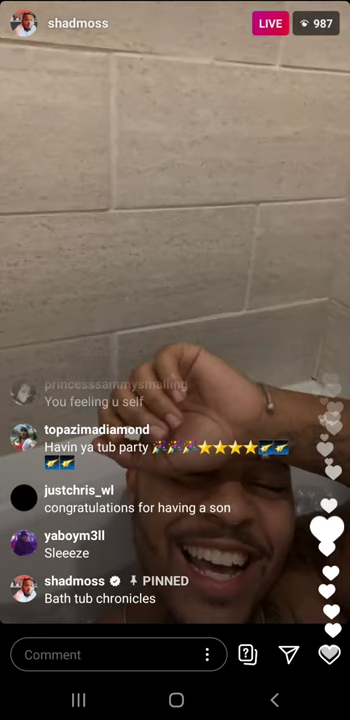 shadmoss
LIVE
987
princesssammysmalling
You feeling u self
topazimadiamond
Havin ya tub party 🎉🎉🎉⭐⭐⭐⭐🌠🌠
🌠🌠
justchris_wl
congratulations for having a son
yaboym3ll
Sleeeze
shadmoss PINNED
Bath tub chronicles
Comment